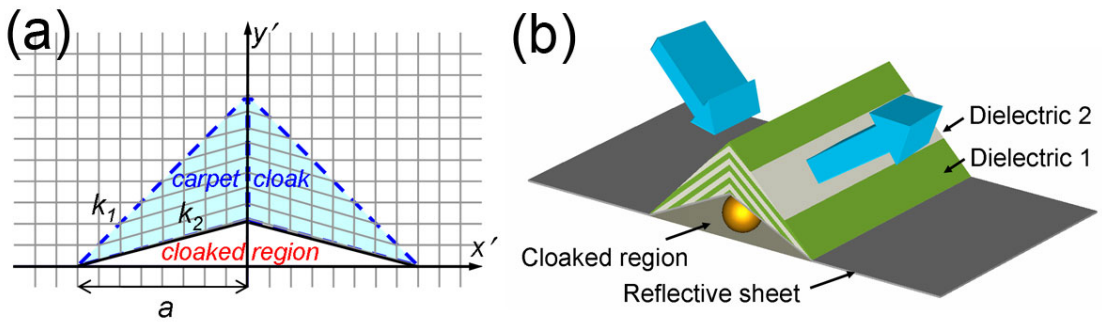 (a)
y′
carpet cloak
k1
k2
cloaked region
x′
a
(b)
Dielectric 2
Dielectric 1
Cloaked region
Reflective sheet